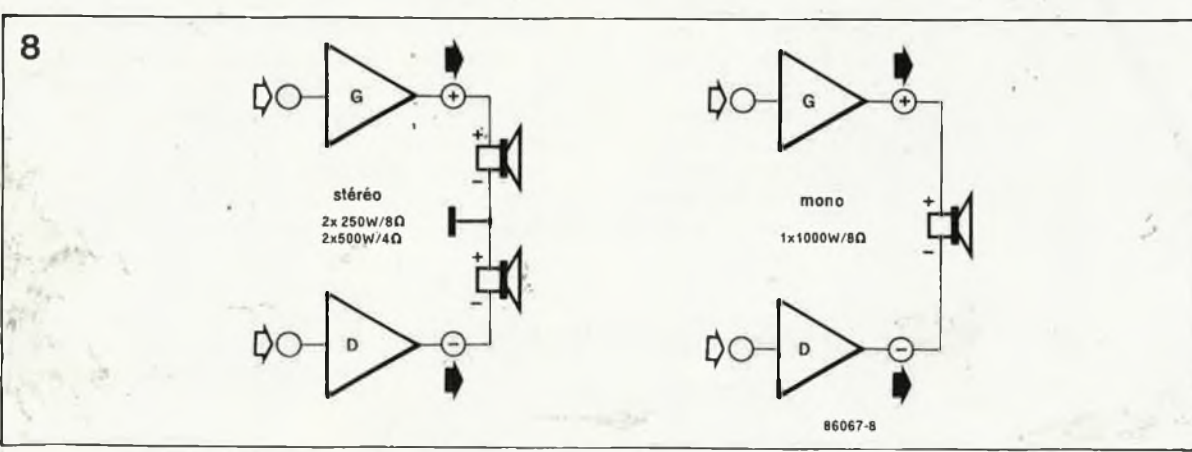 8
G
+
+
-
stéréo
2x 250W/8Ω
2x500W/4Ω
+
-
D
-
G
+
+
-
mono
1x1000W/8Ω
D
-
86067-8